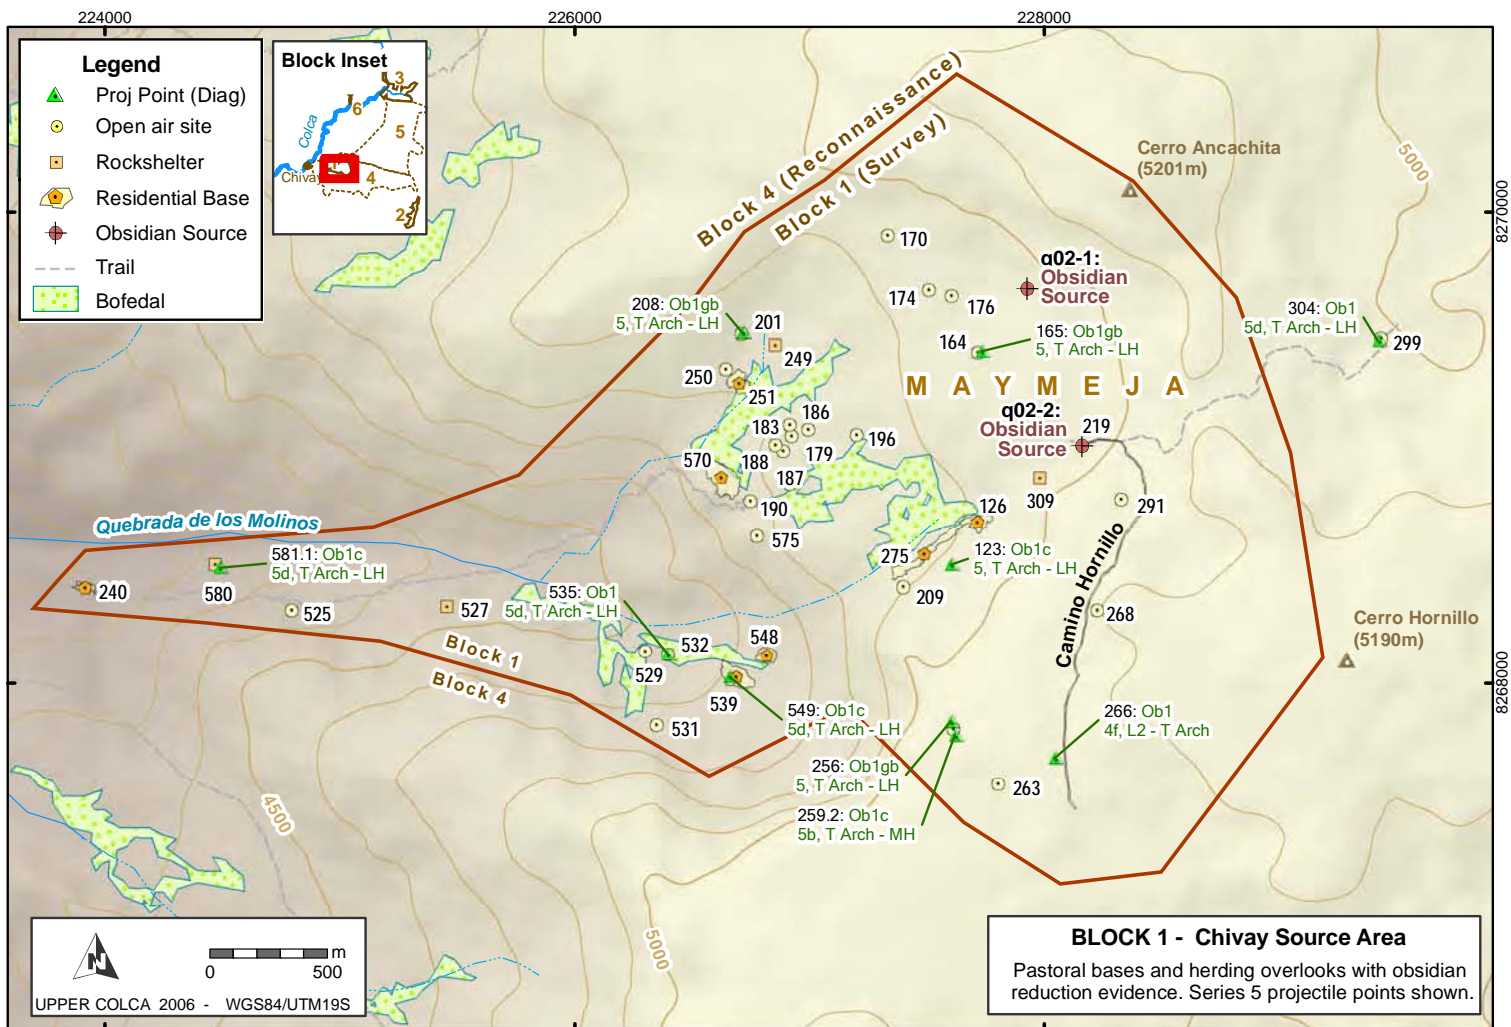 224000
226000
228000
8270000
8268000
Legend
Proj Point (Diag)
Open air site
Rockshelter
Residential Base
Obsidian Source
Trail
Bofedal
Block Inset
Colca
Chivay
3
6
5
4
2
Block 4 (Reconnaissance)
Block 1 (Survey)
Cerro Ancachita
(5201m)
5000
170
q02-1:
Obsidian
Source
174
176
208: Ob1gb
5, T Arch - LH
201
164
165: Ob1gb
5, T Arch - LH
304: Ob1
5d, T Arch - LH
299
249
250
251
MAYMEJA
q02-2:
Obsidian
Source
219
186
183
196
179
188
187
570
190
309
291
126
575
275
123: Ob1c
5, T Arch - LH
209
Quebrada de los Molinos
581.1: Ob1c
5d, T Arch - LH
240
580
525
527
535: Ob1
5d, T Arch - LH
532
548
529
539
531
Block 1
Block 4
549: Ob1c
5d, T Arch - LH
Camino Hornillo
268
Cerro Hornillo
(5190m)
266: Ob1
4f, L2 - T Arch
256: Ob1gb
5, T Arch - LH
263
259.2: Ob1c
5b, T Arch - MH
4500
5000
N
m
0
500
UPPER COLCA 2006 - WGS84/UTM19S
BLOCK 1 - Chivay Source Area
Pastoral bases and herding overlooks with obsidian
reduction evidence. Series 5 projectile points shown.